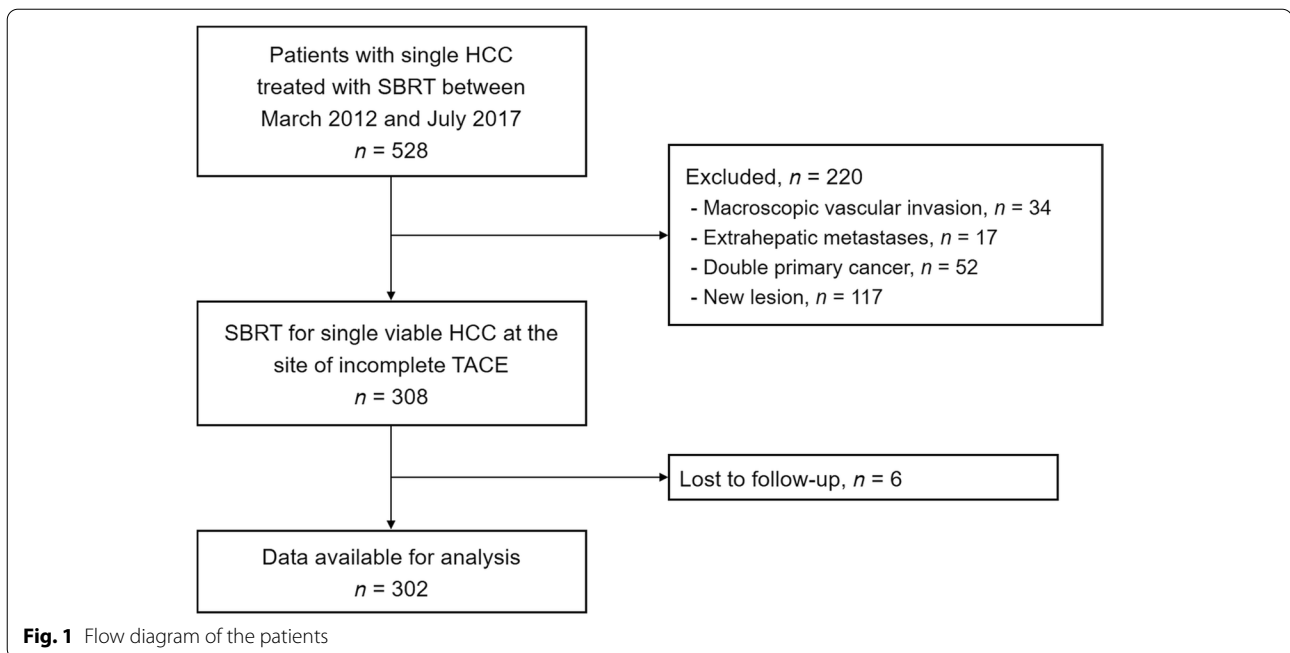 Patients with single HCC
treated with SBRT between
March 2012 and July 2017
n = 528
Excluded, n = 220
- Macroscopic vascular invasion, n = 34
- Extrahepatic metastases, n = 17
- Double primary cancer, n = 52
- New lesion, n = 117
SBRT for single viable HCC at the
site of incomplete TACE
n = 308
Lost to follow-up, n = 6
Data available for analysis
n = 302
Fig. 1 Flow diagram of the patients